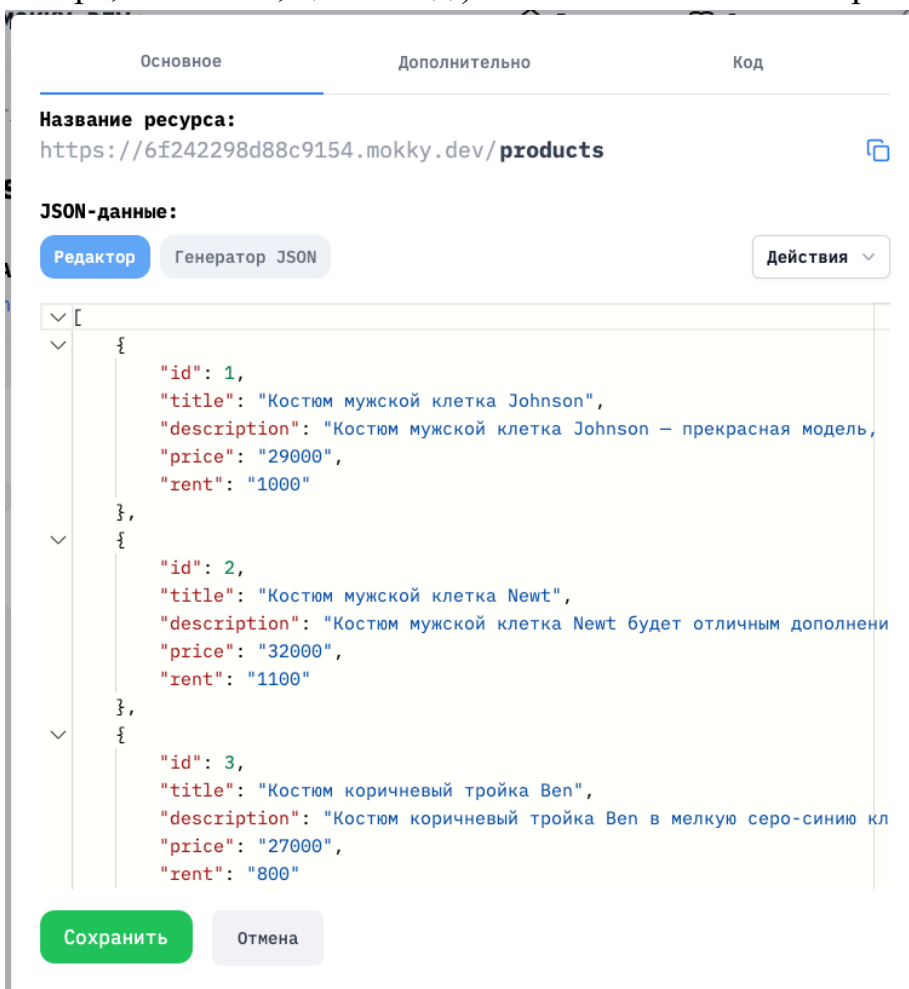 Основное Дополнительно Код
Название ресурса:
https://6f242298d88c9154.mokky.dev/products
JSON-данные:
Редактор Генератор JSON Действия
[
{
"id": 1,
"title": "Костюм мужской клетка Johnson",
"description": "Костюм мужской клетка Johnson — прекрасная модель,
"price": "29000",
"rent": "1000"
},
{
"id": 2,
"title": "Костюм мужской клетка Newt",
"description": "Костюм мужской клетка Newt будет отличным дополнени
"price": "32000",
"rent": "1100"
},
{
"id": 3,
"title": "Костюм коричневый тройка Ben",
"description": "Костюм коричневый тройка Ben в мелкую серо-синию кл
"price": "27000",
"rent": "800"
Сохранить Отмена